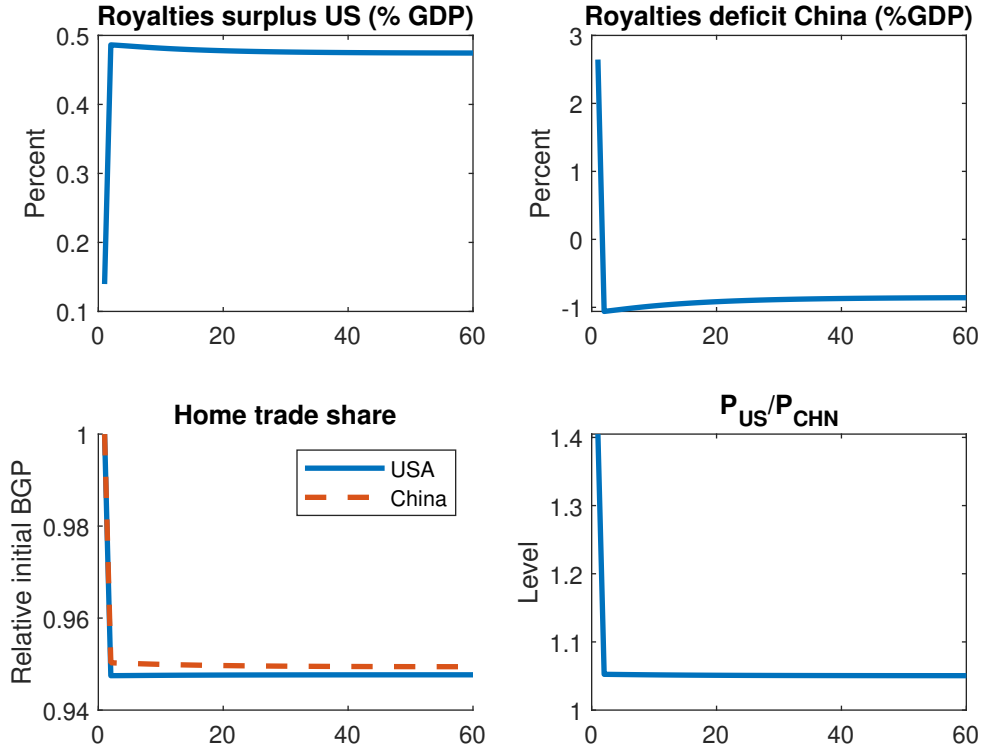 Royalties surplus US (% GDP)
Percent
0.5
0.4
0.3
0.2
0.1
0 20 40 60
Royalties deficit China (%GDP)
Percent
3
2
1
0
-1
0 20 40 60
Home trade share
Relative initial BGP
1
0.98
0.96
0.94
0 20 40 60
USA
China
P_US/P_CHN
Level
1.4
1.3
1.2
1.1
1
0 20 40 60